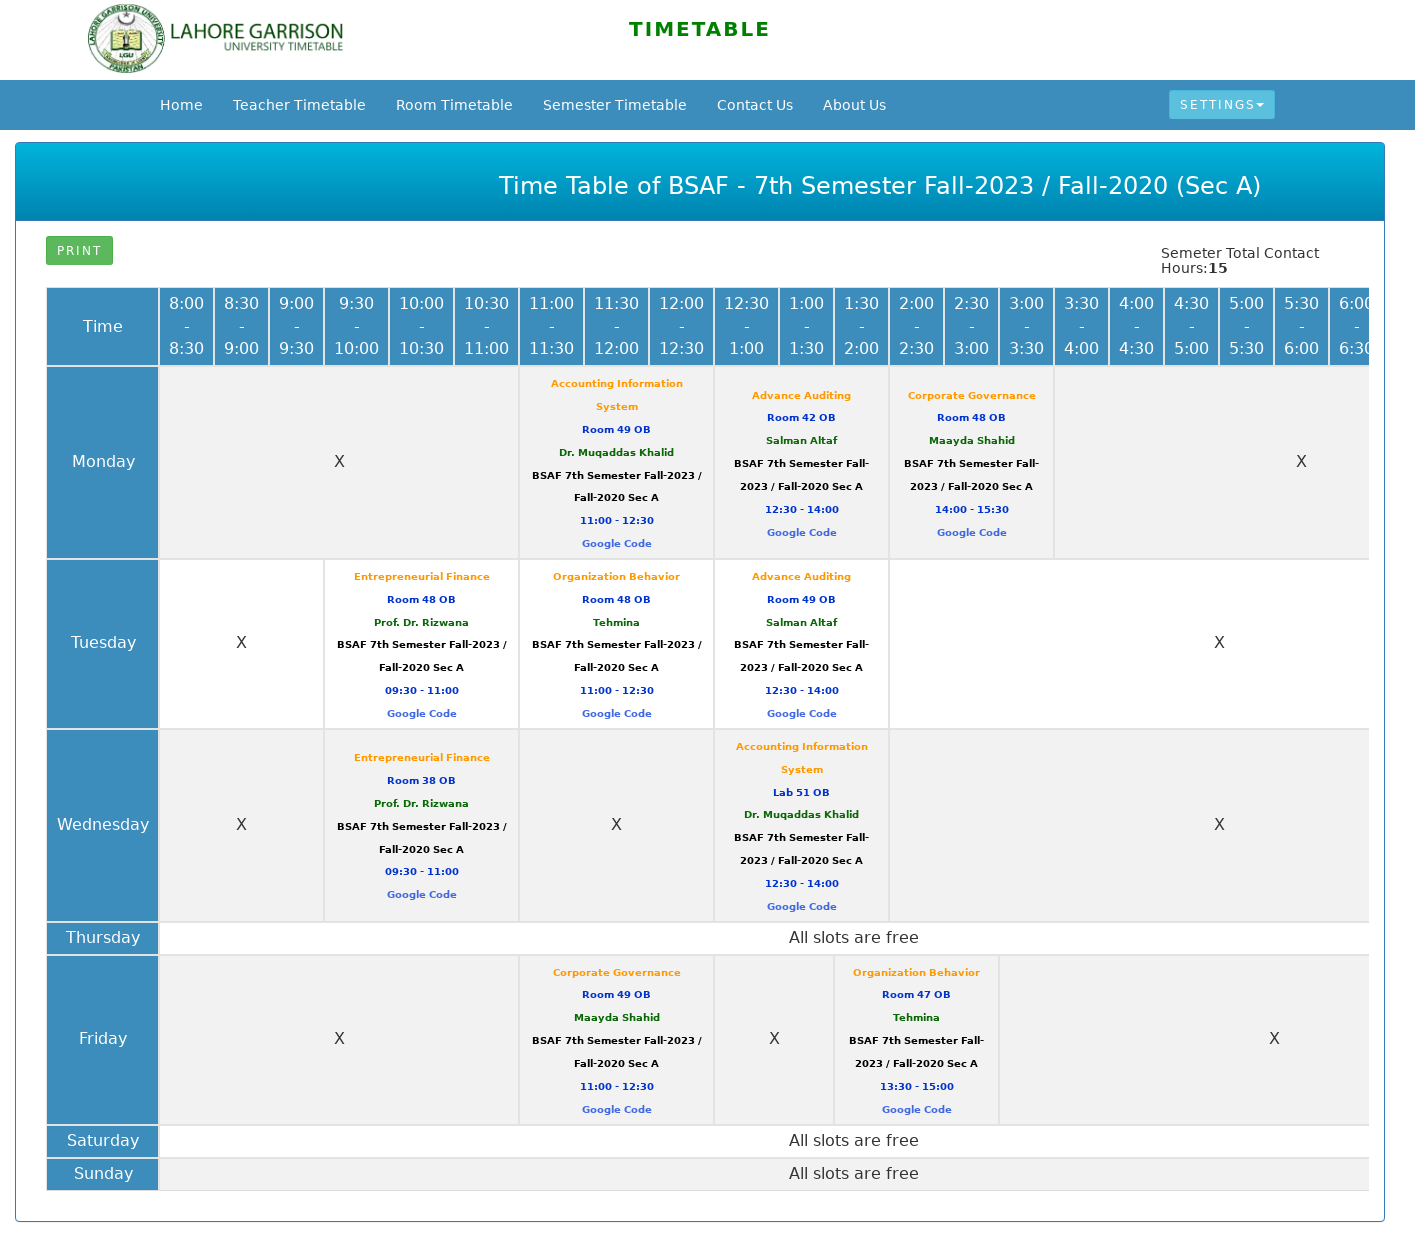 LAHORE GARRISON
UNIVERSITY TIMETABLE
LAHORE GARRISON UNIVERSITY
LGU
PAKISTAN
TIMETABLE
Home Teacher Timetable Room Timetable Semester Timetable Contact Us About Us SETTINGS
Time Table of BSAF - 7th Semester Fall-2023 / Fall-2020 (Sec A)
PRINT
Semeter Total Contact
Hours:15
Time
8:00 - 8:30
8:30 - 9:00
9:00 - 9:30
9:30 - 10:00
10:00 - 10:30
10:30 - 11:00
11:00 - 11:30
11:30 - 12:00
12:00 - 12:30
12:30 - 1:00
1:00 - 1:30
1:30 - 2:00
2:00 - 2:30
2:30 - 3:00
3:00 - 3:30
3:30 - 4:00
4:00 - 4:30
4:30 - 5:00
5:00 - 5:30
5:30 - 6:00
6:00 - 6:30
Monday
X
Accounting Information
System
Room 49 OB
Dr. Muqaddas Khalid
BSAF 7th Semester Fall-2023 /
Fall-2020 Sec A
11:00 - 12:30
Google Code
Advance Auditing
Room 42 OB
Salman Altaf
BSAF 7th Semester Fall-
2023 / Fall-2020 Sec A
12:30 - 14:00
Google Code
Corporate Governance
Room 48 OB
Maayda Shahid
BSAF 7th Semester Fall-
2023 / Fall-2020 Sec A
14:00 - 15:30
Google Code
X
Tuesday
X
Entrepreneurial Finance
Room 48 OB
Prof. Dr. Rizwana
BSAF 7th Semester Fall-2023 /
Fall-2020 Sec A
09:30 - 11:00
Google Code
Organization Behavior
Room 48 OB
Tehmina
BSAF 7th Semester Fall-2023 /
Fall-2020 Sec A
11:00 - 12:30
Google Code
Advance Auditing
Room 49 OB
Salman Altaf
BSAF 7th Semester Fall-
2023 / Fall-2020 Sec A
12:30 - 14:00
Google Code
X
Wednesday
X
Entrepreneurial Finance
Room 38 OB
Prof. Dr. Rizwana
BSAF 7th Semester Fall-2023 /
Fall-2020 Sec A
09:30 - 11:00
Google Code
X
Accounting Information
System
Lab 51 OB
Dr. Muqaddas Khalid
BSAF 7th Semester Fall-
2023 / Fall-2020 Sec A
12:30 - 14:00
Google Code
X
Thursday
All slots are free
Friday
X
Corporate Governance
Room 49 OB
Maayda Shahid
BSAF 7th Semester Fall-2023 /
Fall-2020 Sec A
11:00 - 12:30
Google Code
X
Organization Behavior
Room 47 OB
Tehmina
BSAF 7th Semester Fall-
2023 / Fall-2020 Sec A
13:30 - 15:00
Google Code
X
Saturday
All slots are free
Sunday
All slots are free